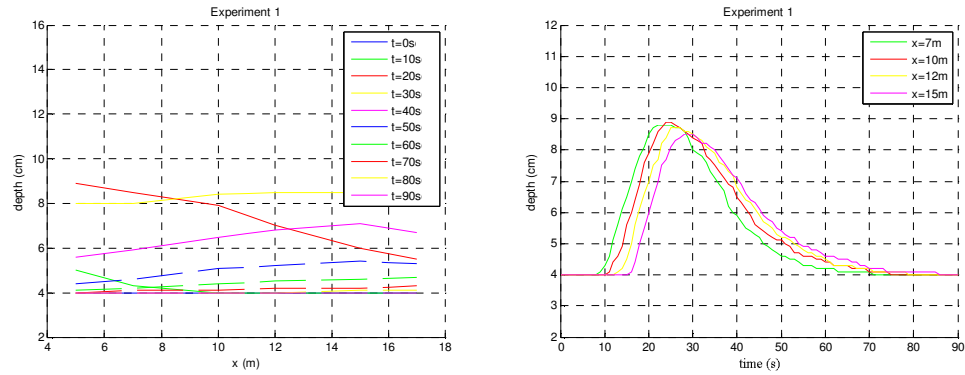 Experiment 1
16
14
12
10
8
6
4
2
depth (cm)
4 6 8 10 12 14 16 18
x (m)
t=0s
t=10s
t=20s
t=30s
t=40s
t=50s
t=60s
t=70s
t=80s
t=90s
Experiment 1
12
11
10
9
8
7
6
5
4
3
2
depth (cm)
0 10 20 30 40 50 60 70 80 90
time (s)
x=7m
x=10m
x=12m
x=15m